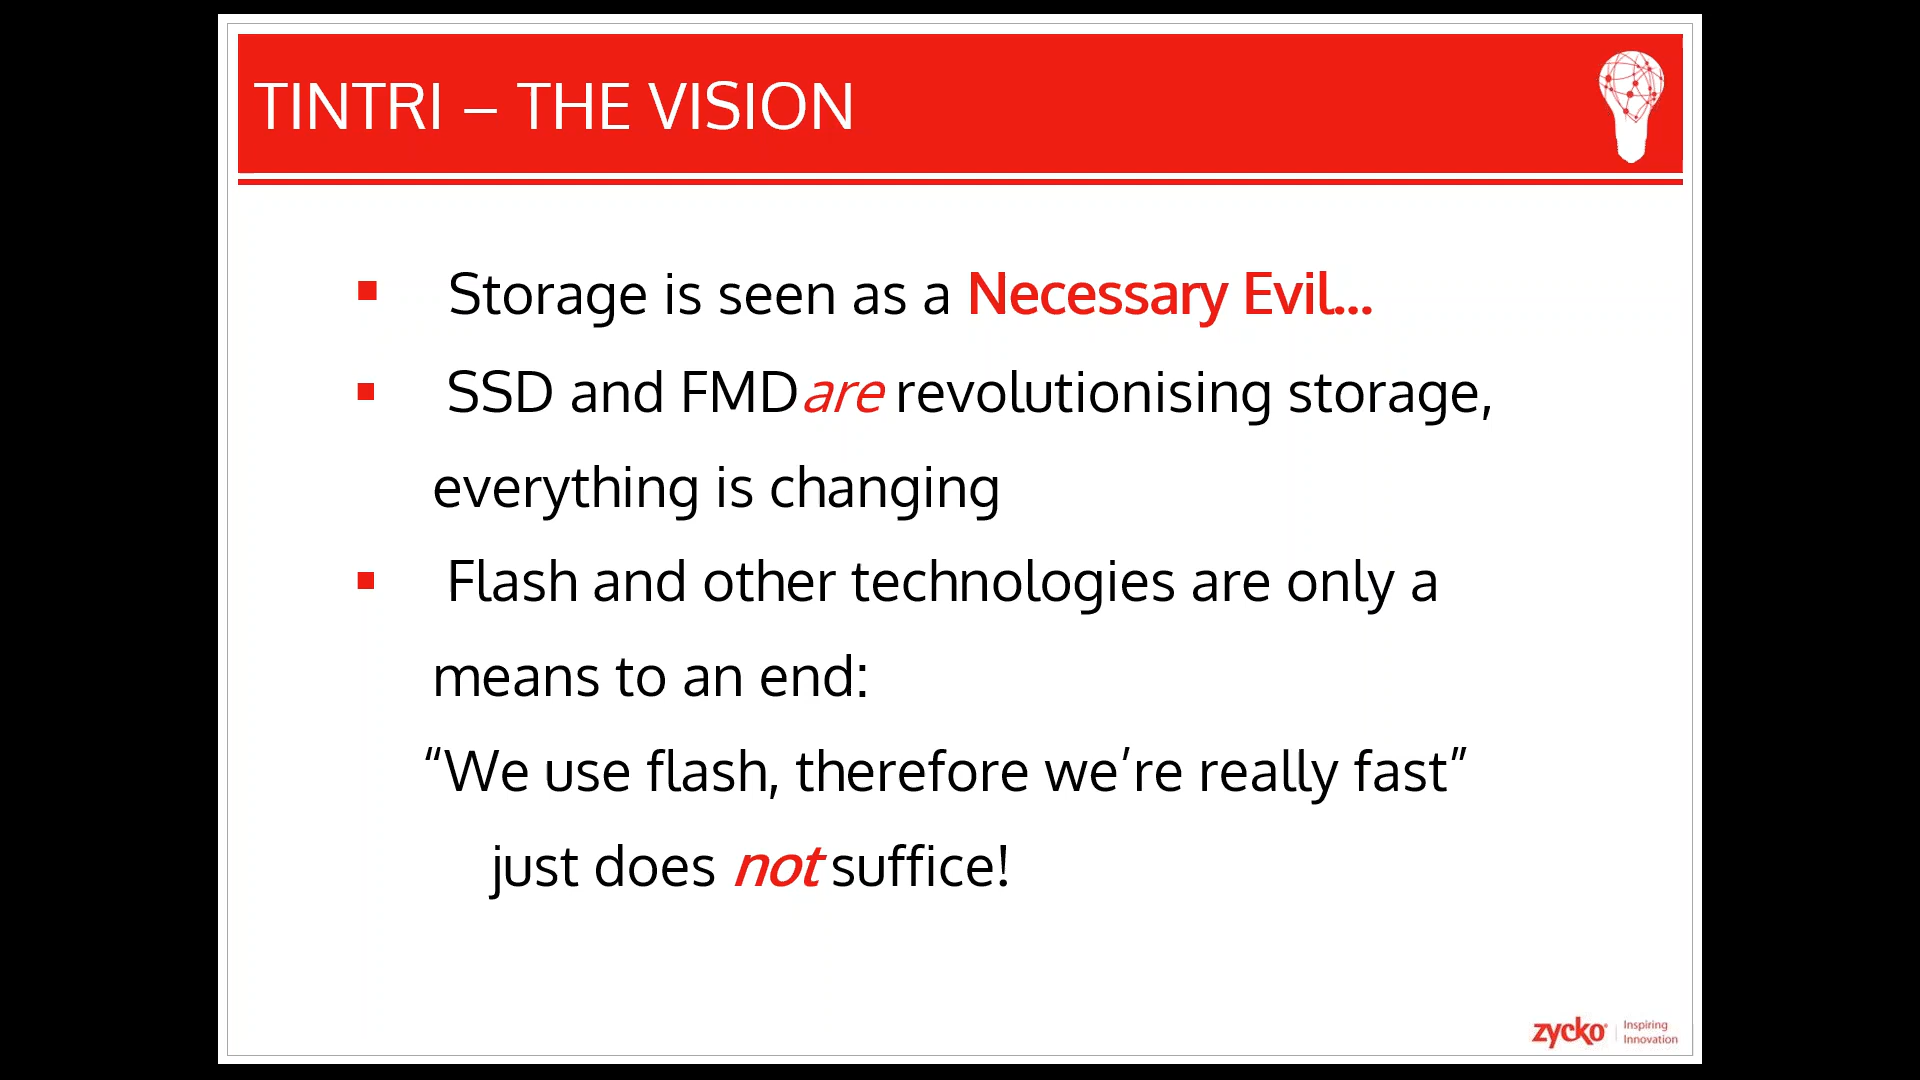 TINTRI – THE VISION
Storage is seen as a Necessary Evil...
SSD and FMD are revolutionising storage,
everything is changing
Flash and other technologies are only a
means to an end:
“We use flash, therefore we’re really fast”
just does not suffice!
zycko
Inspiring
Innovation